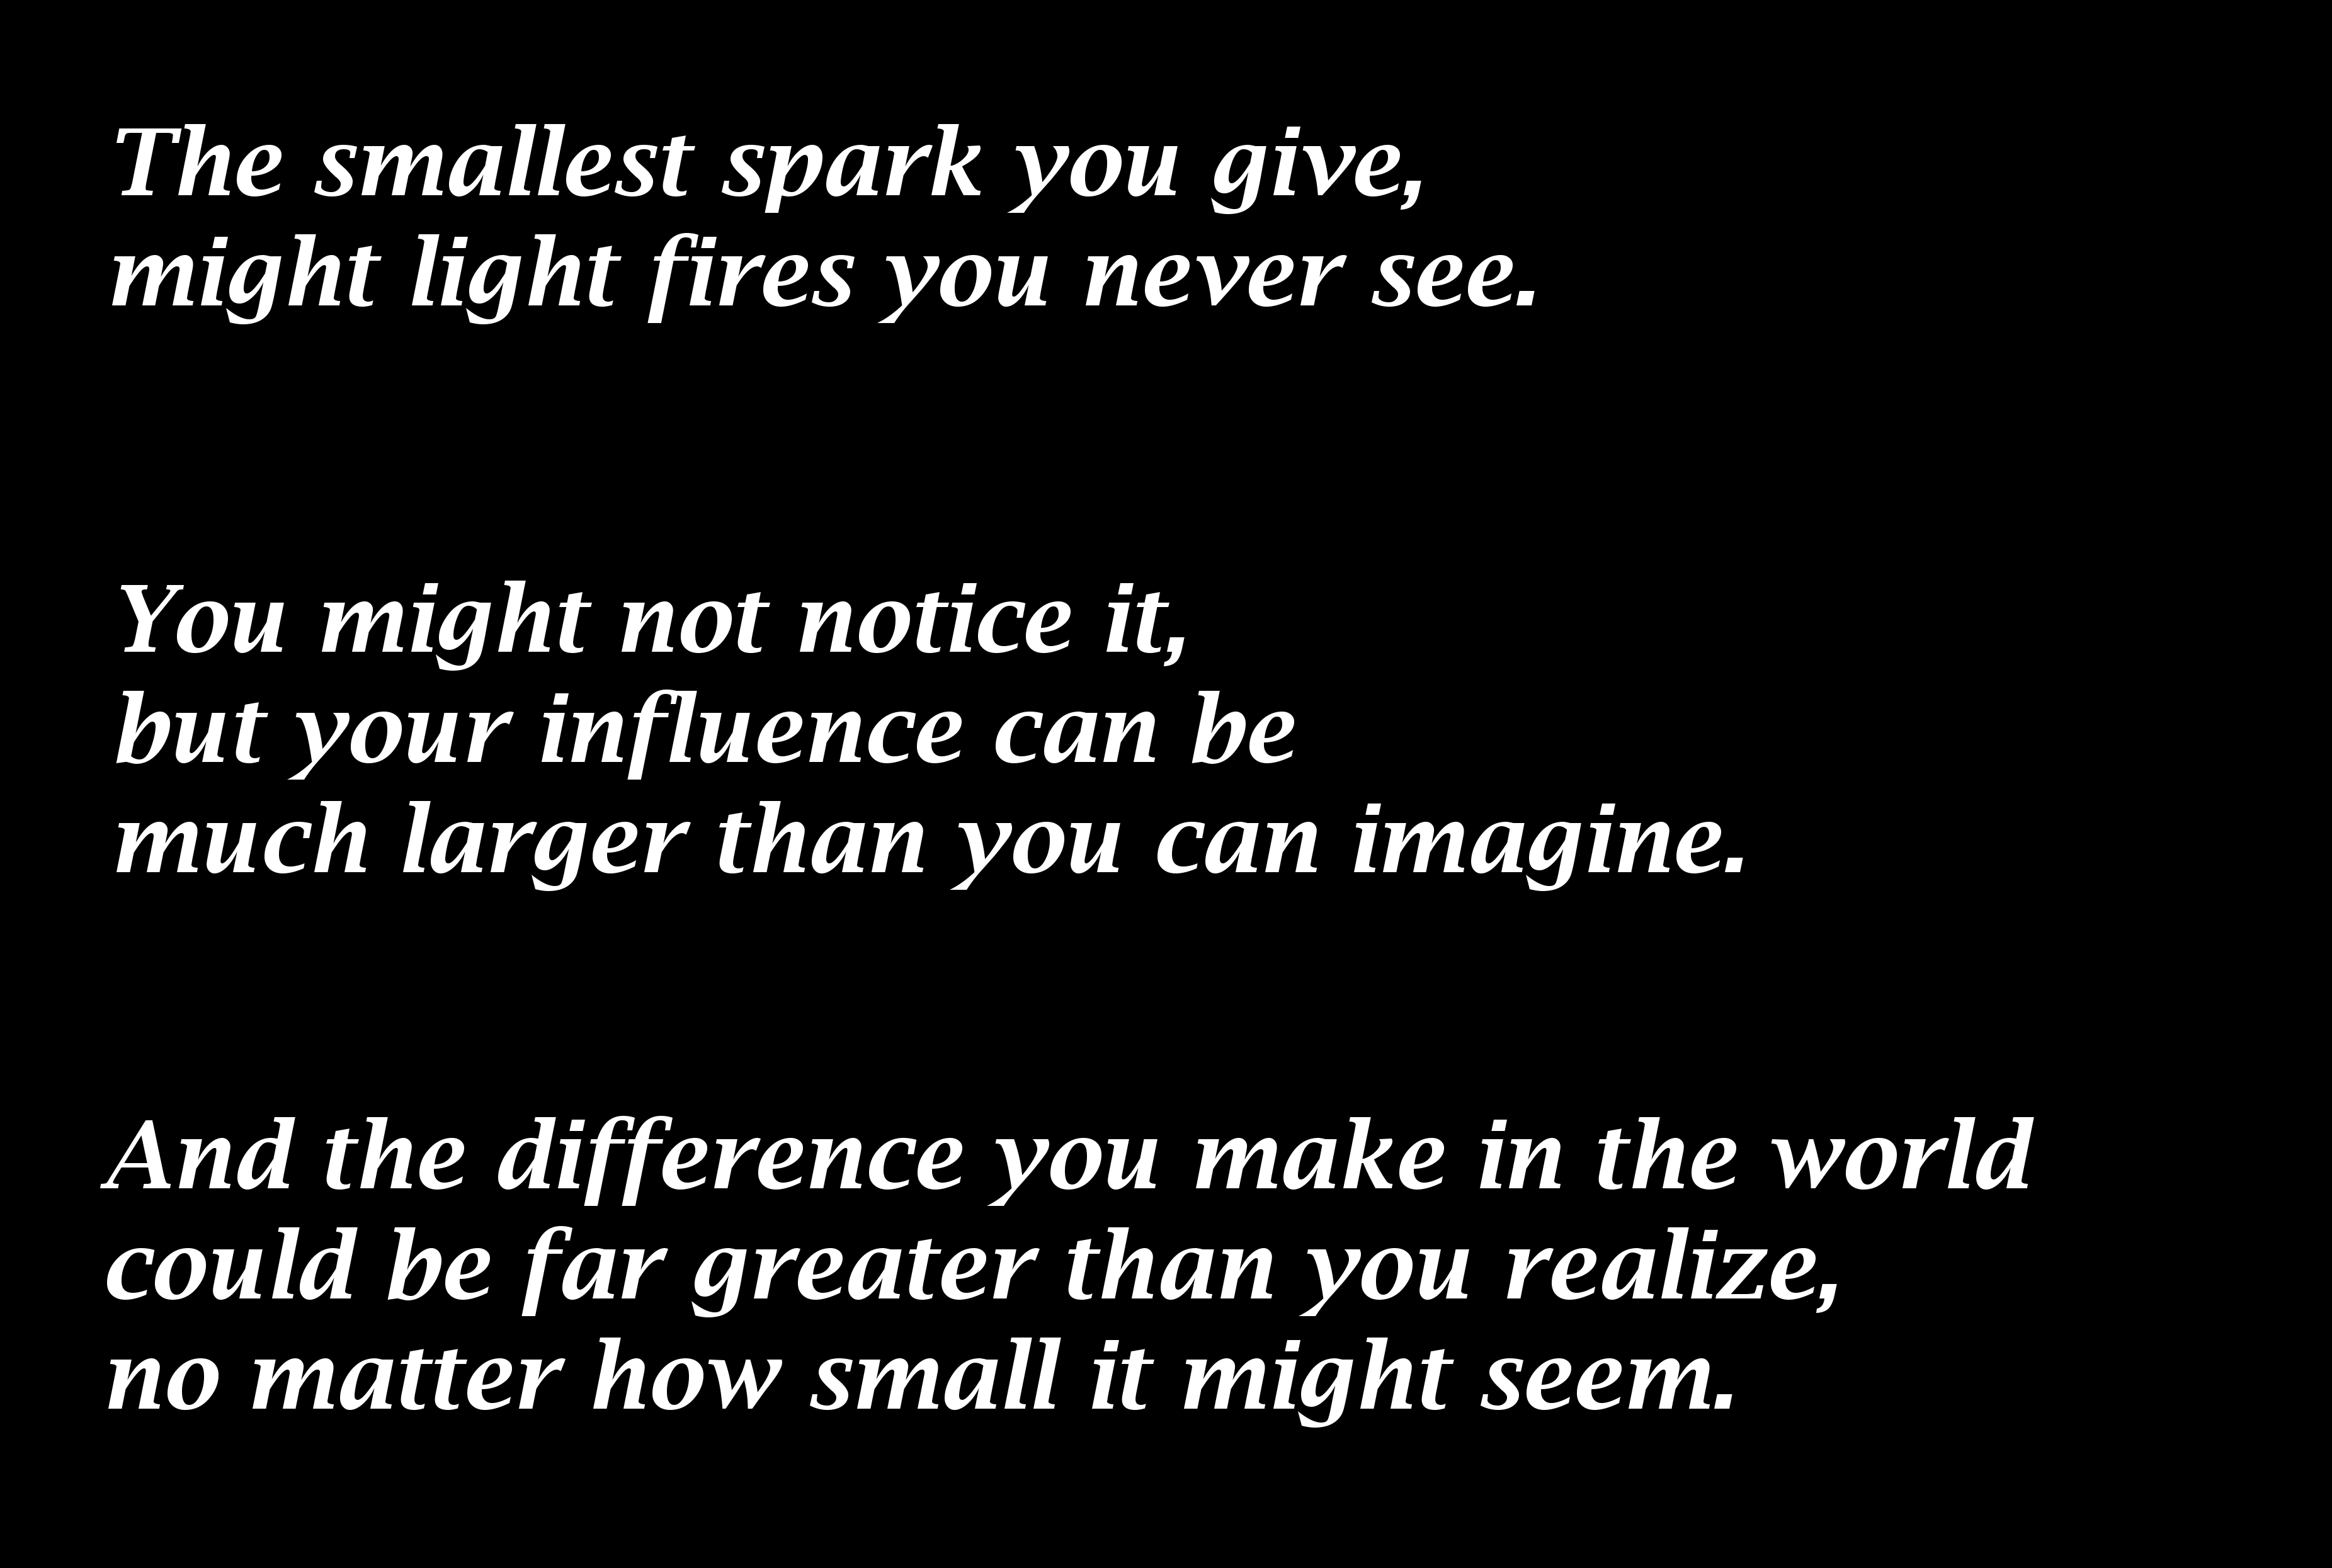 The smallest spark you give,
might light fires you never see.
You might not notice it,
but your influence can be
much larger than you can imagine.
And the difference you make in the world
could be far greater than you realize,
no matter how small it might seem.